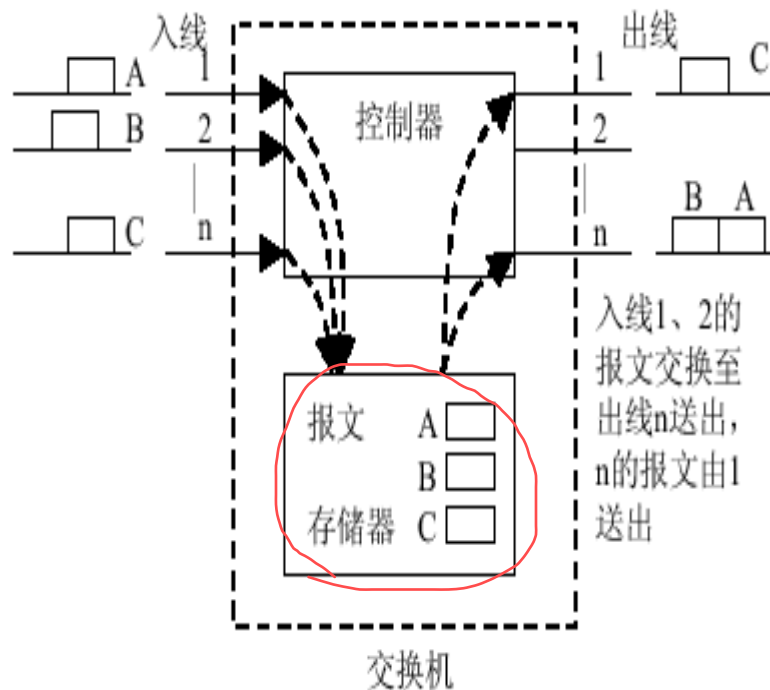 入线
出线
A
1
1
C
B
2
控制器
2
C
n
n
B A
入线1、2的
报文交换至
出线n送出，
n的报文由1
送出
报文
A
B
存储器
C
交换机